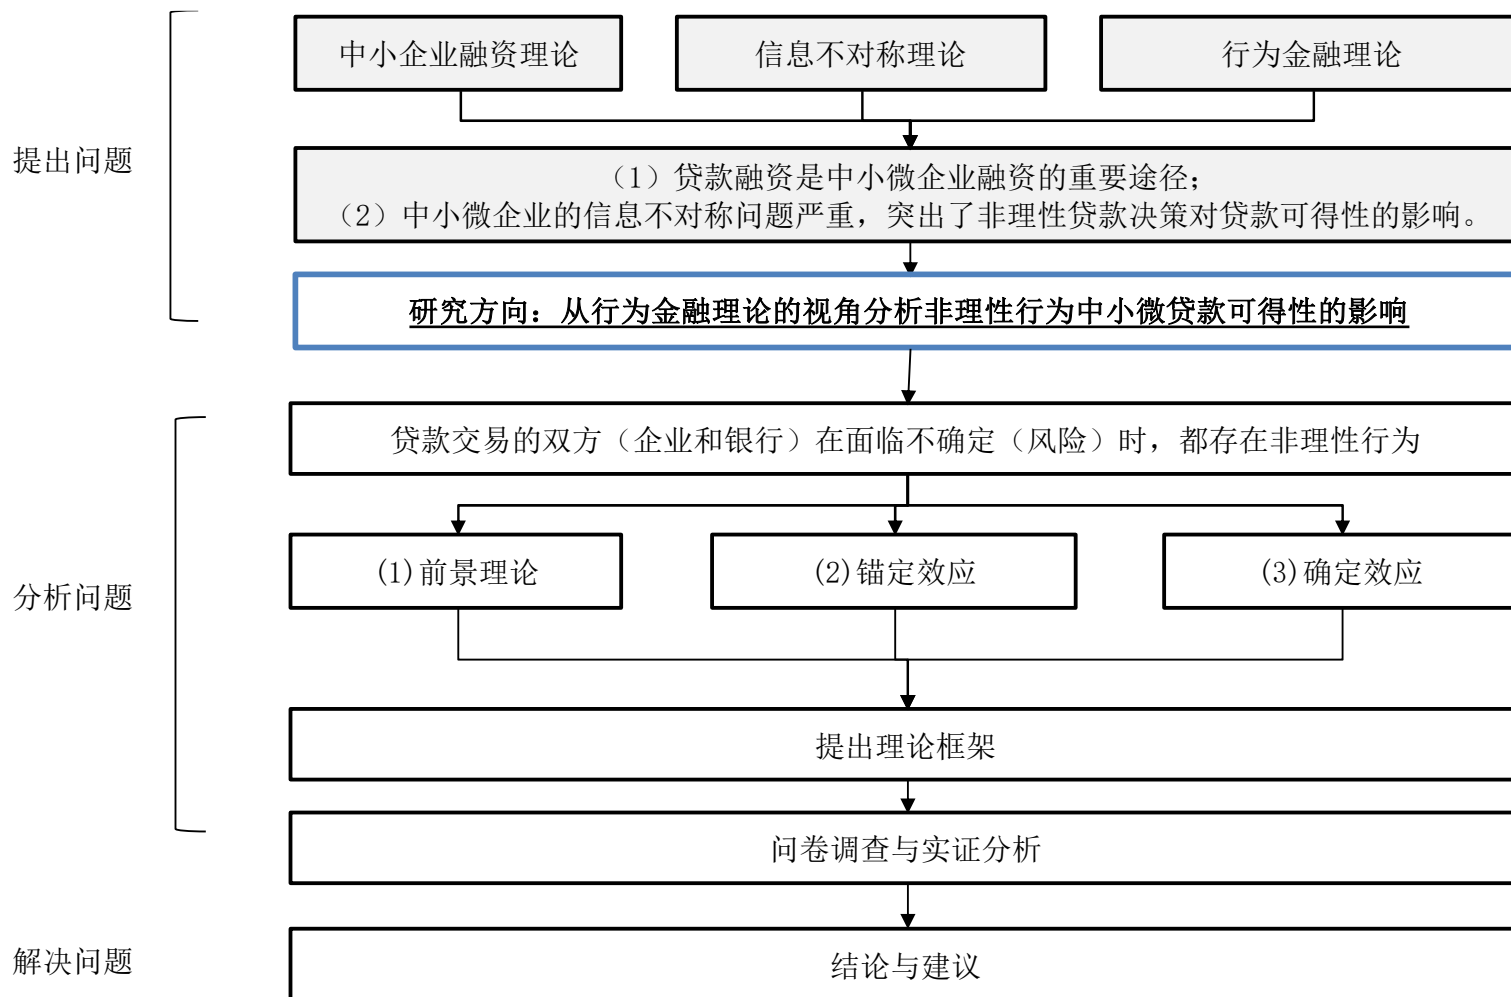 中小企业融资理论
信息不对称理论
行为金融理论
提出问题
（1）贷款融资是中小微企业融资的重要途径；
（2）中小微企业的信息不对称问题严重，突出了非理性贷款决策对贷款可得性的影响。
研究方向：从行为金融理论的视角分析非理性行为中小微贷款可得性的影响
贷款交易的双方（企业和银行）在面临不确定（风险）时，都存在非理性行为
分析问题
(1)前景理论
(2)锚定效应
(3)确定效应
提出理论框架
问卷调查与实证分析
解决问题
结论与建议